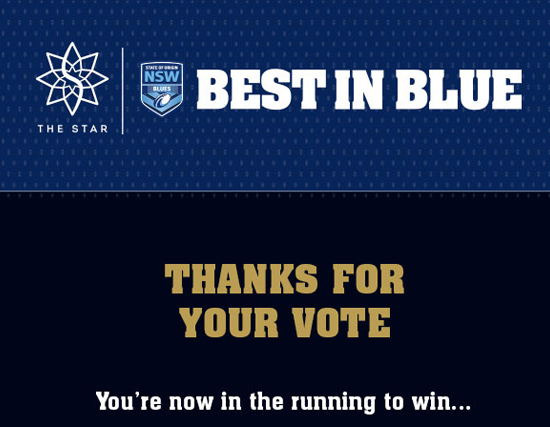 THE STAR
STATE OF ORIGIN
NSW
BLUES
BEST IN BLUE
THANKS FOR
YOUR VOTE
You're now in the running to win...